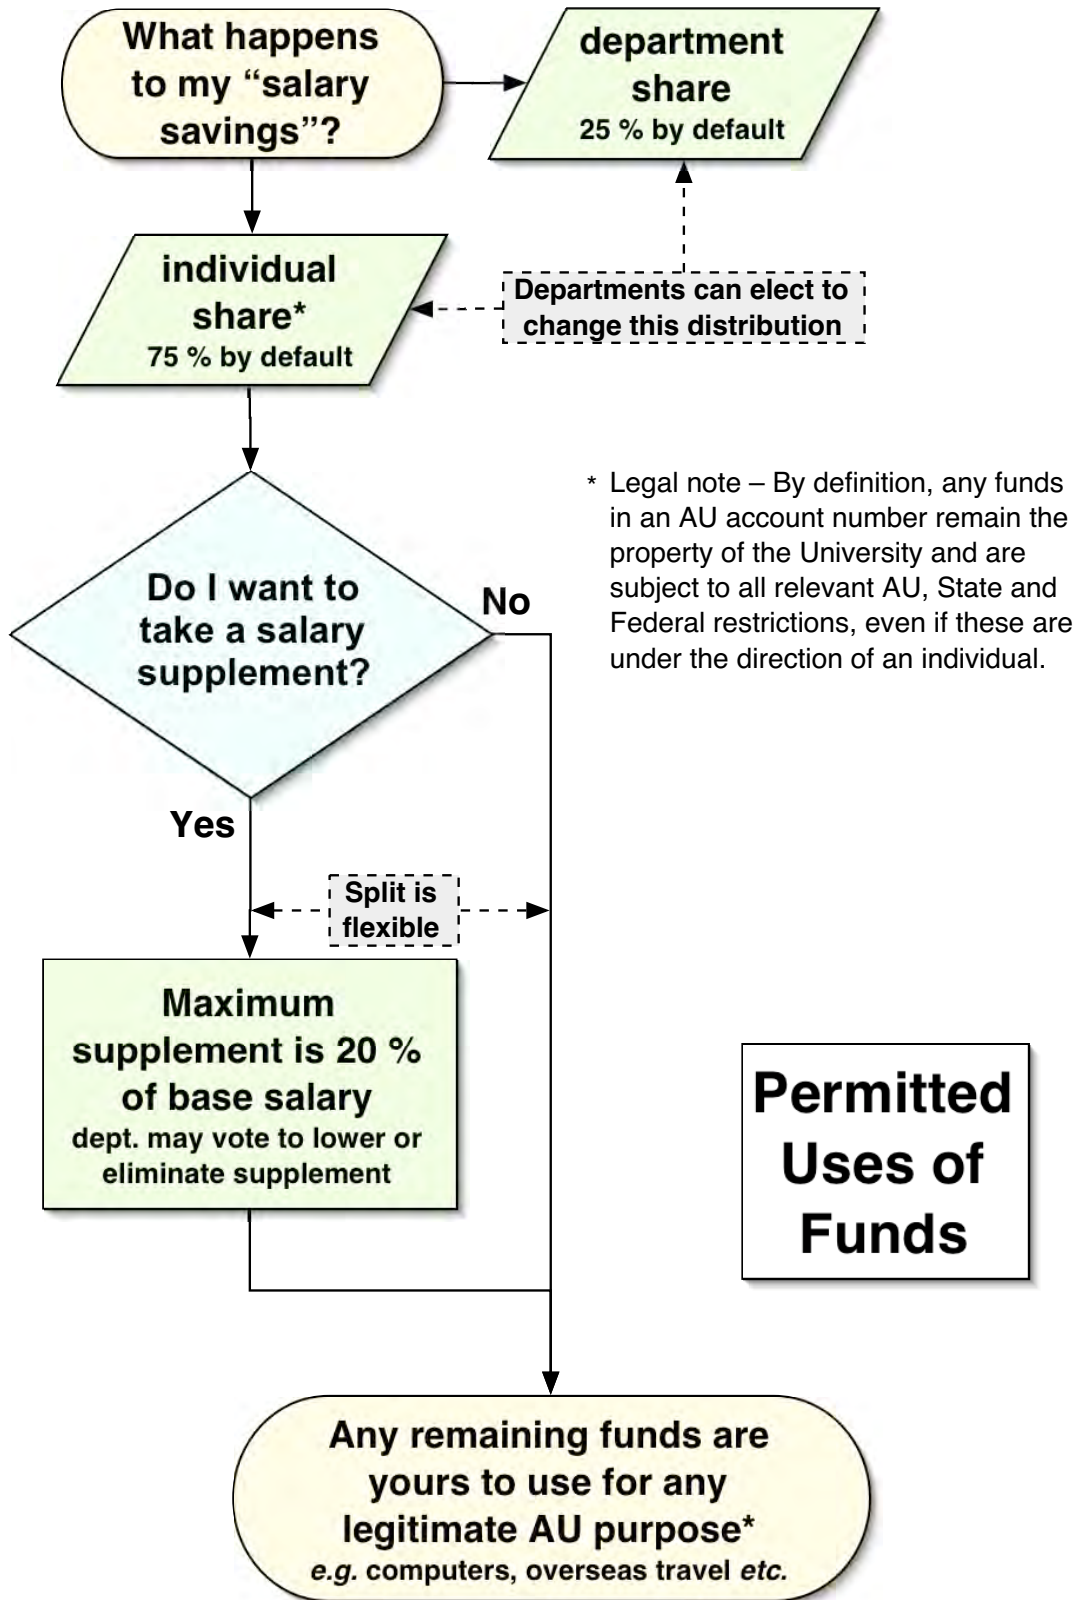 What happens
to my “salary
savings”?
department
share
25 % by default
individual
share*
75 % by default
Departments can elect to
change this distribution
* Legal note – By definition, any funds
in an AU account number remain the
property of the University and are
subject to all relevant AU, State and
Federal restrictions, even if these are
under the direction of an individual.
Do I want to
take a salary
supplement?
No
Yes
Split is
flexible
Maximum
supplement is 20 %
of base salary
dept. may vote to lower or
eliminate supplement
Permitted
Uses of
Funds
Any remaining funds are
yours to use for any
legitimate AU purpose*
e.g. computers, overseas travel etc.